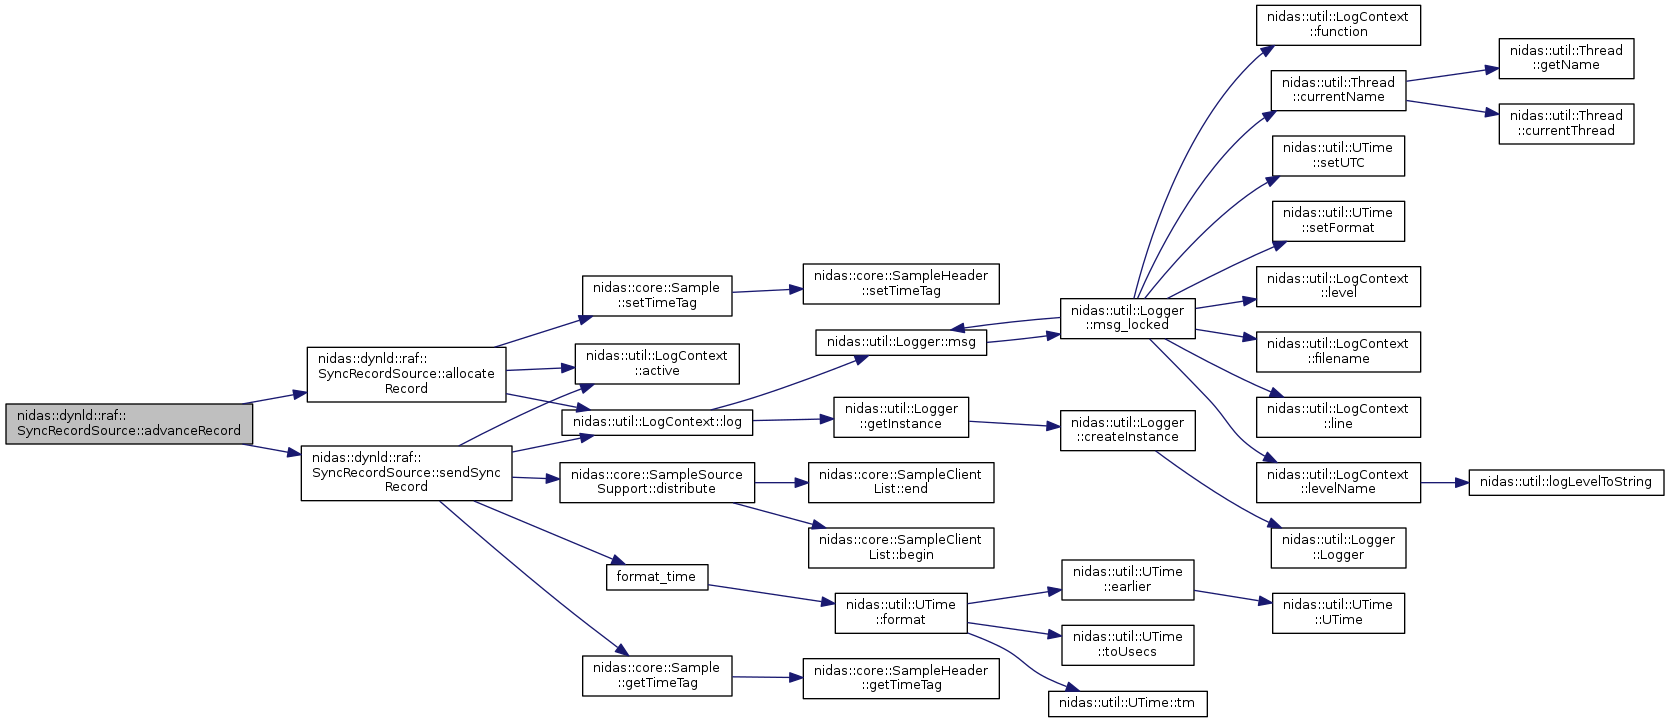 nidas::dynld::raf::
SyncRecordSource::advanceRecord
nidas::dynld::raf::
SyncRecordSource::allocate
Record
nidas::dynld::raf::
SyncRecordSource::sendSync
Record
nidas::core::Sample
::setTimeTag
nidas::util::LogContext
::active
nidas::util::LogContext::log
nidas::core::SampleSource
Support::distribute
format_time
nidas::core::Sample
::getTimeTag
nidas::core::SampleHeader
::setTimeTag
nidas::util::Logger::msg
nidas::util::Logger
::getInstance
nidas::core::SampleClient
List::end
nidas::core::SampleClient
List::begin
nidas::util::UTime
::format
nidas::core::SampleHeader
::getTimeTag
nidas::util::Logger
::msg_locked
nidas::util::Logger
::createInstance
nidas::util::UTime
::earlier
nidas::util::UTime
::toUsecs
nidas::util::UTime::tm
nidas::util::LogContext
::function
nidas::util::Thread
::currentName
nidas::util::UTime
::setUTC
nidas::util::UTime
::setFormat
nidas::util::LogContext
::level
nidas::util::LogContext
::filename
nidas::util::LogContext
::line
nidas::util::LogContext
::levelName
nidas::util::Logger
::Logger
nidas::util::UTime
::UTime
nidas::util::Thread
::getName
nidas::util::Thread
::currentThread
nidas::util::logLevelToString